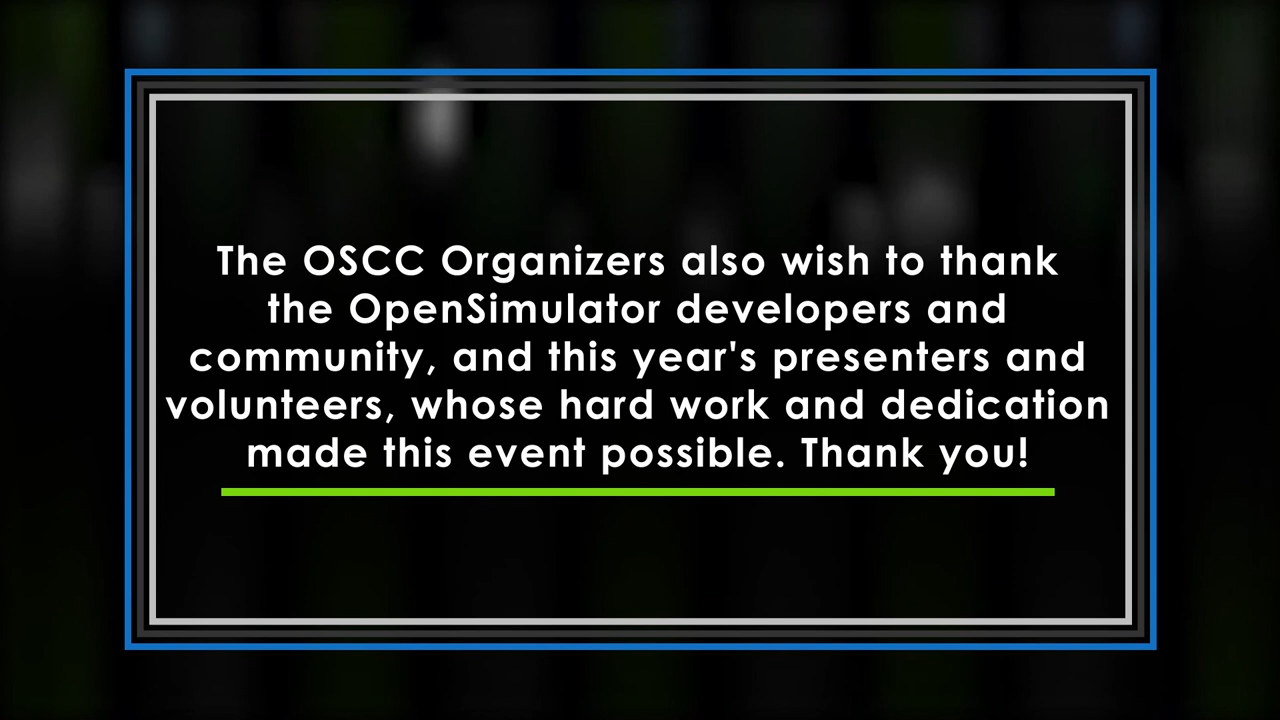 The OSCC Organizers also wish to thank
the OpenSimulator developers and
community, and this year's presenters and
volunteers, whose hard work and dedication
made this event possible. Thank you!